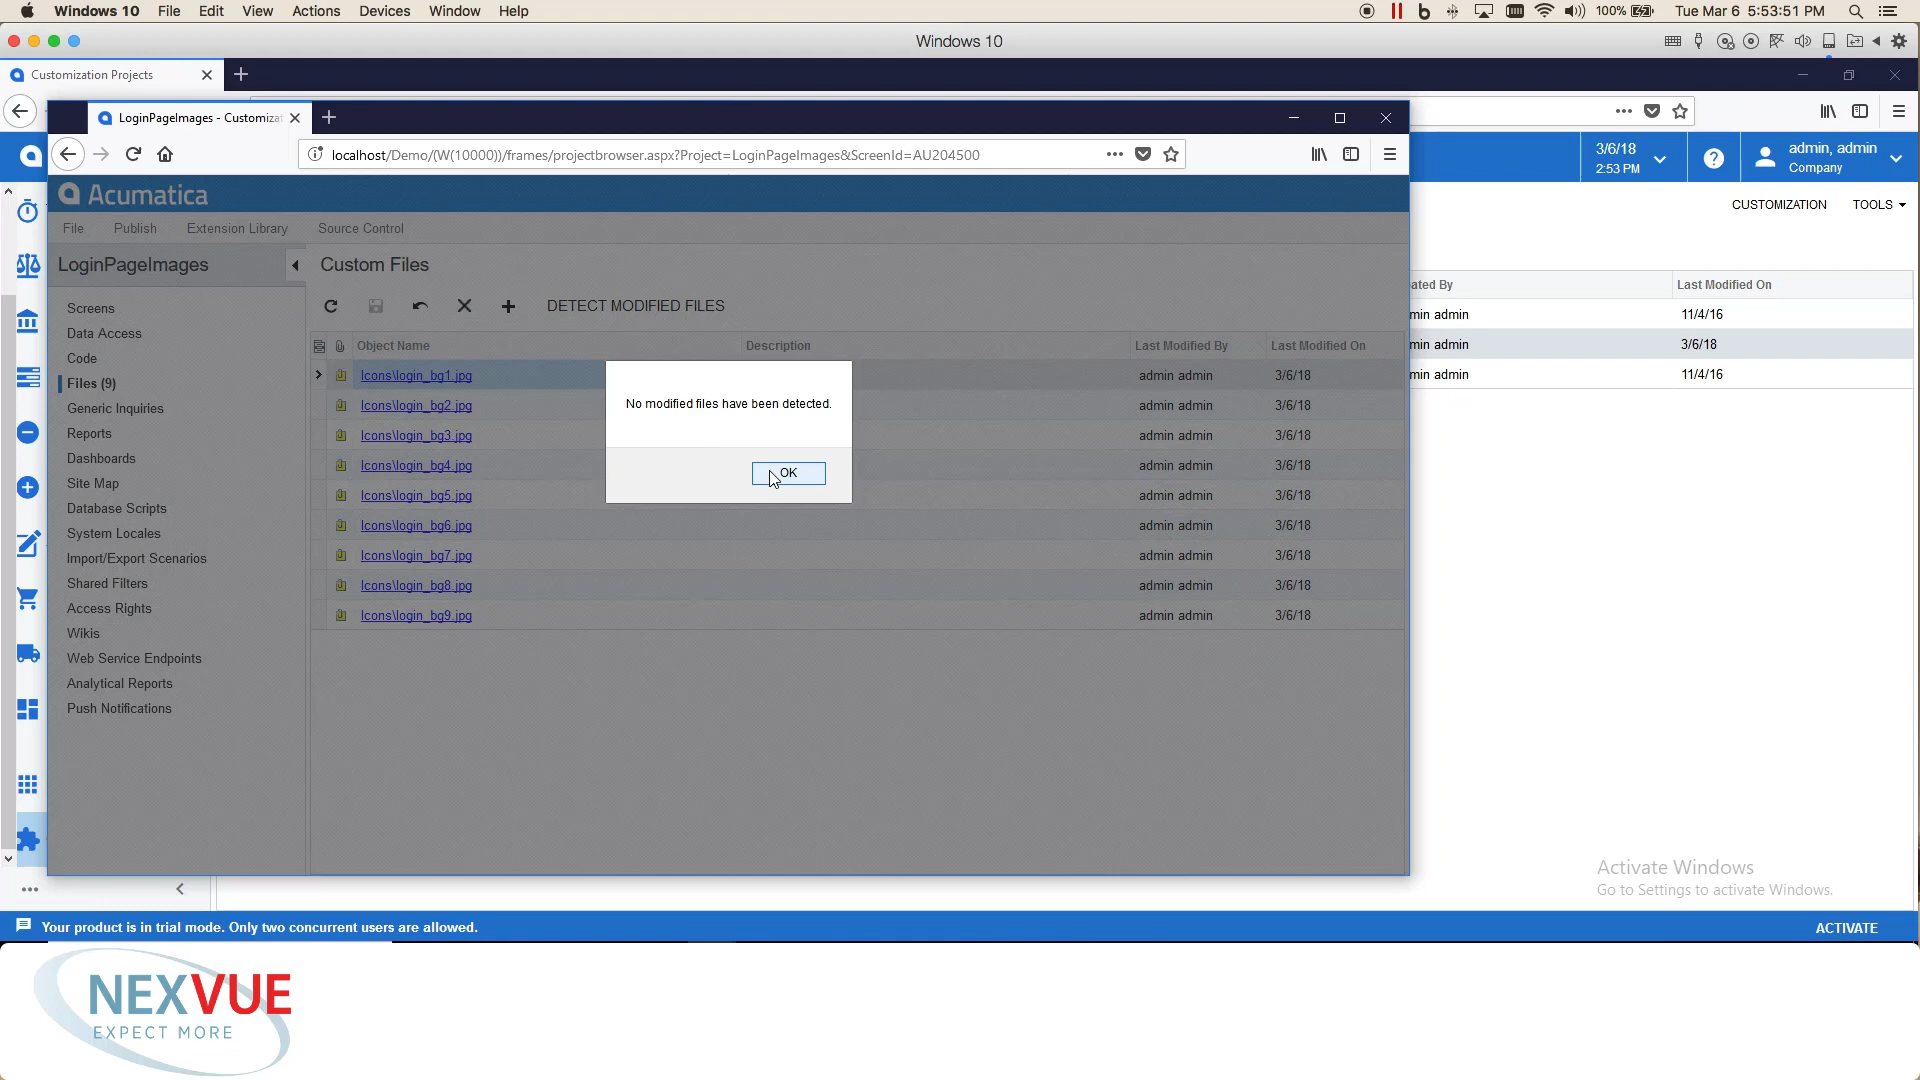 Windows 10 File Edit View Actions Devices Window Help 100% Tue Mar 6 5:53:51 PM
Windows 10
Customization Projects
LoginPageImages - Customizat
localhost/Demo/(W(10000))/frames/projectbrowser.aspx?Project=LoginPageImages&ScreenId=AU204500
3/6/18
2:53 PM
admin, admin
Company
Acumatica
CUSTOMIZATION TOOLS
File Publish Extension Library Source Control
LoginPageImages
Custom Files
ated By Last Modified On
min admin 11/4/16
min admin 3/6/18
min admin 11/4/16
DETECT MODIFIED FILES
Screens
Data Access
Code
Files (9)
Generic Inquiries
Reports
Dashboards
Site Map
Database Scripts
System Locales
Import/Export Scenarios
Shared Filters
Access Rights
Wikis
Web Service Endpoints
Analytical Reports
Push Notifications
Object Name Description Last Modified By Last Modified On
Icons\login_bg1.jpg admin admin 3/6/18
Icons\login_bg2.jpg admin admin 3/6/18
Icons\login_bg3.jpg admin admin 3/6/18
Icons\login_bg4.jpg admin admin 3/6/18
Icons\login_bg5.jpg admin admin 3/6/18
Icons\login_bg6.jpg admin admin 3/6/18
Icons\login_bg7.jpg admin admin 3/6/18
Icons\login_bg8.jpg admin admin 3/6/18
Icons\login_bg9.jpg admin admin 3/6/18
No modified files have been detected.
OK
Activate Windows
Go to Settings to activate Windows.
Your product is in trial mode. Only two concurrent users are allowed. ACTIVATE
NEXVUE
EXPECT MORE